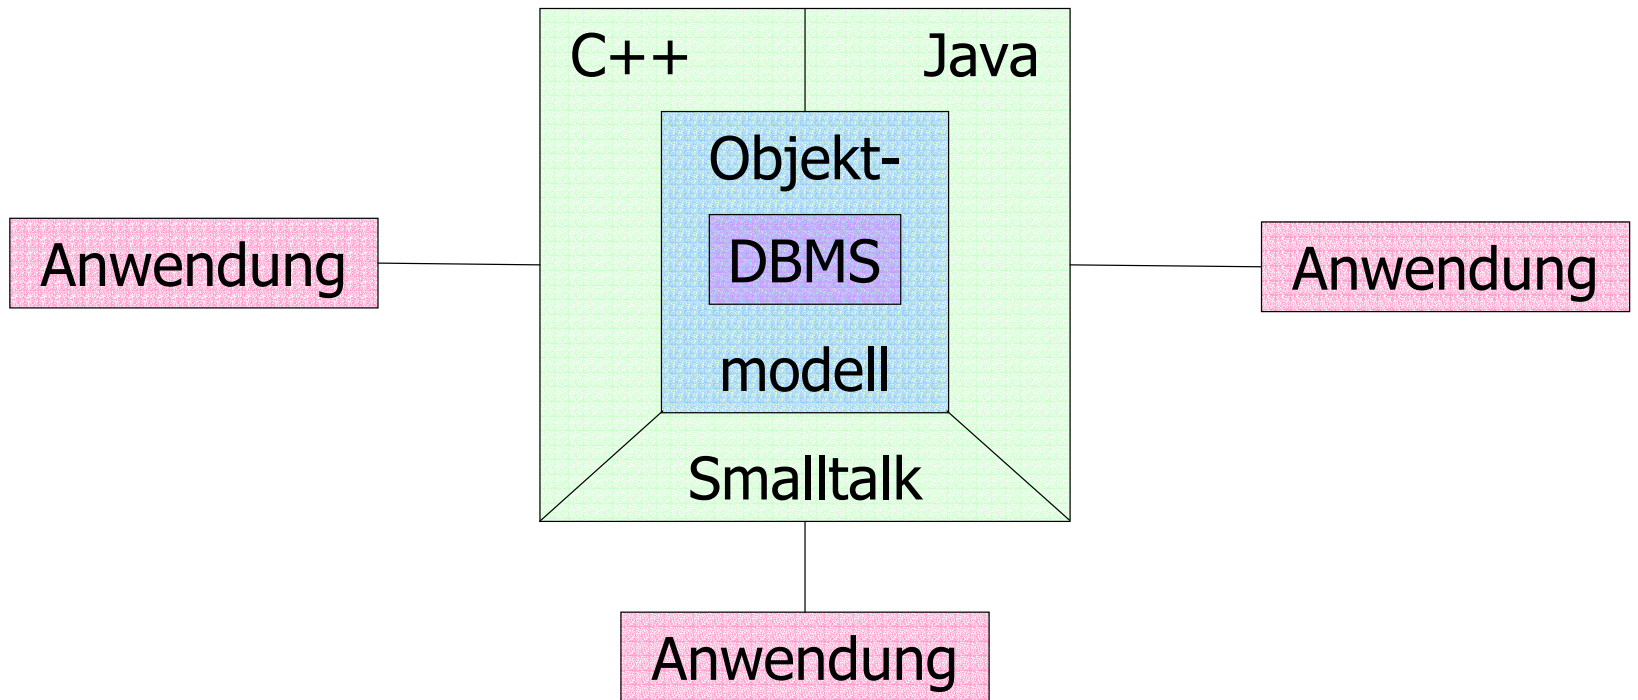 C++
Java
Objekt-
DBMS
modell
Anwendung
Anwendung
Smalltalk
Anwendung